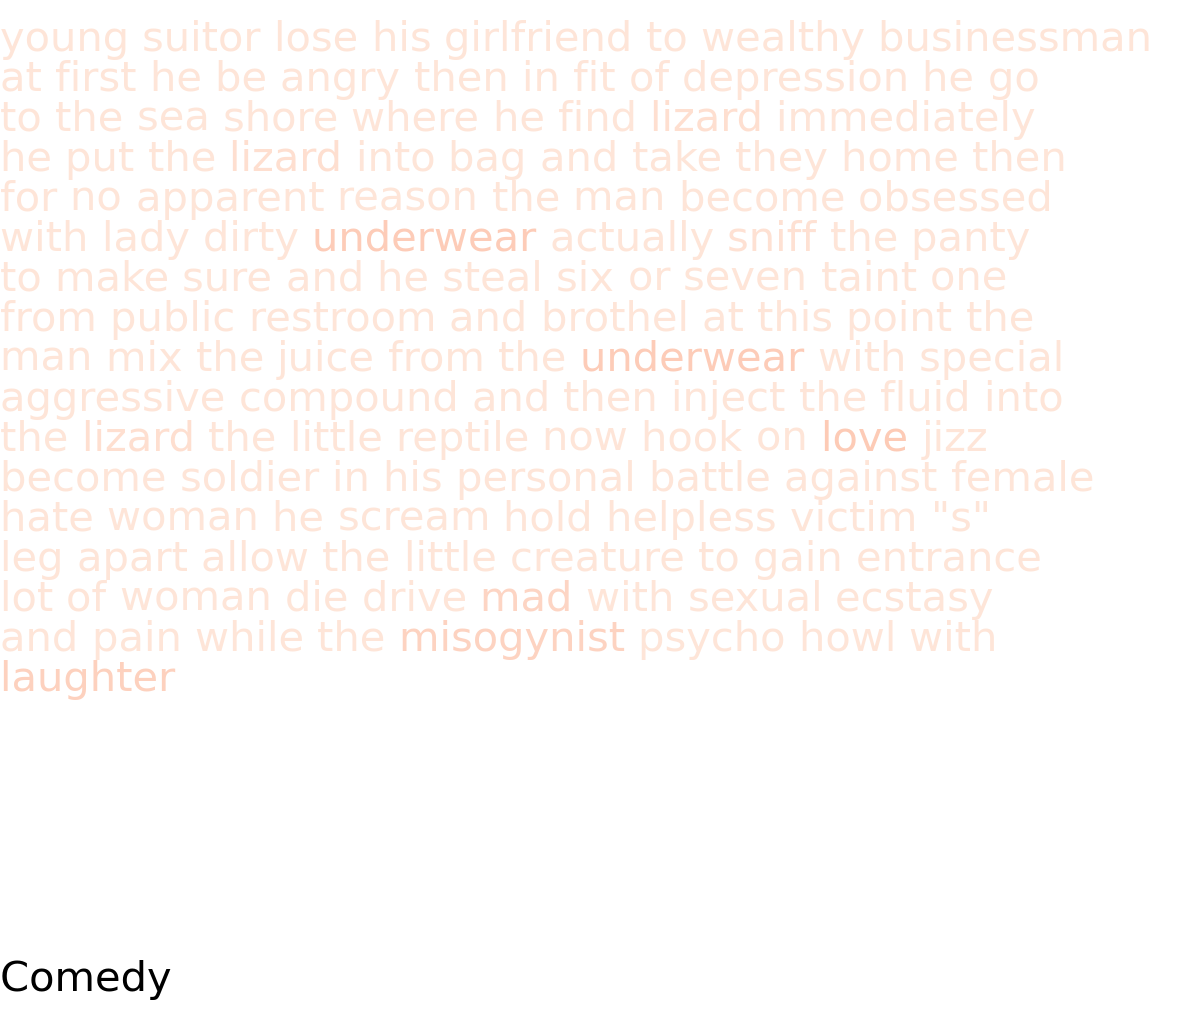 young suitor lose his girlfriend to wealthy businessman
at first he be angry then in fit of depression he go
to the sea shore where he find lizard immediately
he put the lizard into bag and take they home then
for no apparent reason the man become obsessed
with lady dirty underwear actually sniff the panty
to make sure and he steal six or seven taint one
from public restroom and brothel at this point the
man mix the juice from the underwear with special
aggressive compound and then inject the fluid into
the lizard the little reptile now hook on love jizz
become soldier in his personal battle against female
hate woman he scream hold helpless victim "s"
leg apart allow the little creature to gain entrance
lot of woman die drive mad with sexual ecstasy
and pain while the misogynist psycho howl with
laughter
Comedy